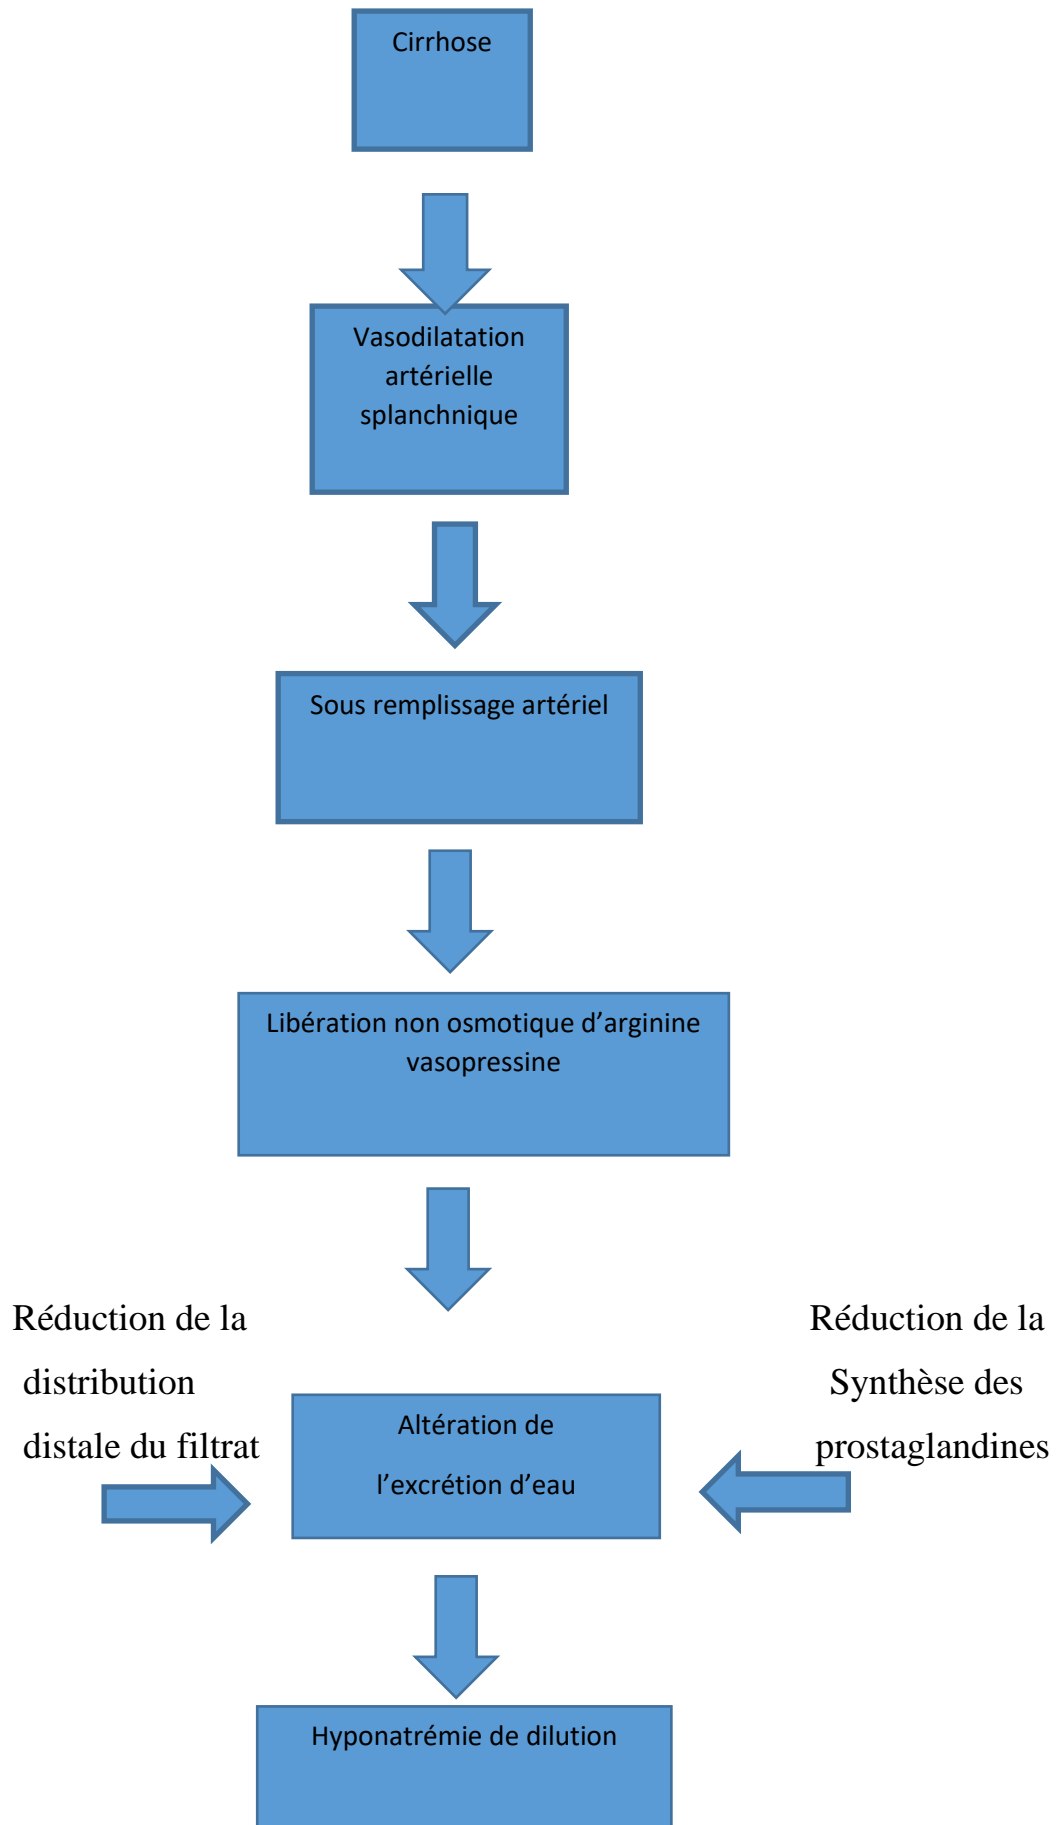 Cirrhose
Vasodilatation
artérielle
splanchnique
Sous remplissage artériel
Libération non osmotique d’arginine
vasopressine
Réduction de la
distribution
distale du filtrat
Altération de
l’excrétion d’eau
Réduction de la
Synthèse des
prostaglandines
Hyponatrémie de dilution